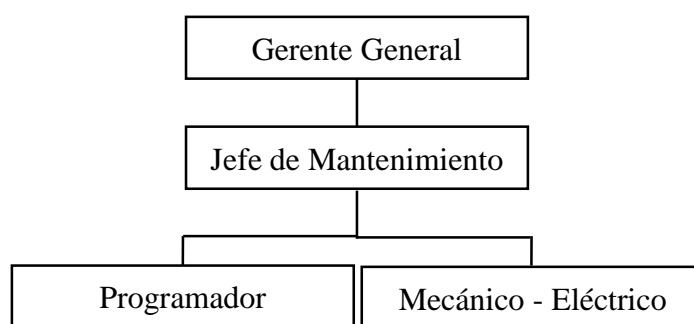 Gerente General
Jefe de Mantenimiento
Programador
Mecánico - Eléctrico